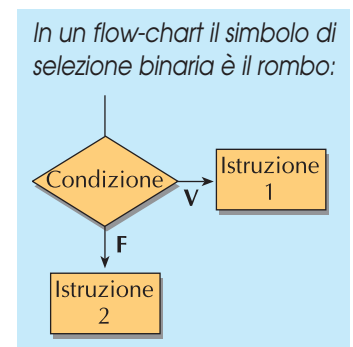 In un flow-chart il simbolo di
selezione binaria è il rombo:
Condizione
V
Istruzione
1
F
Istruzione
2